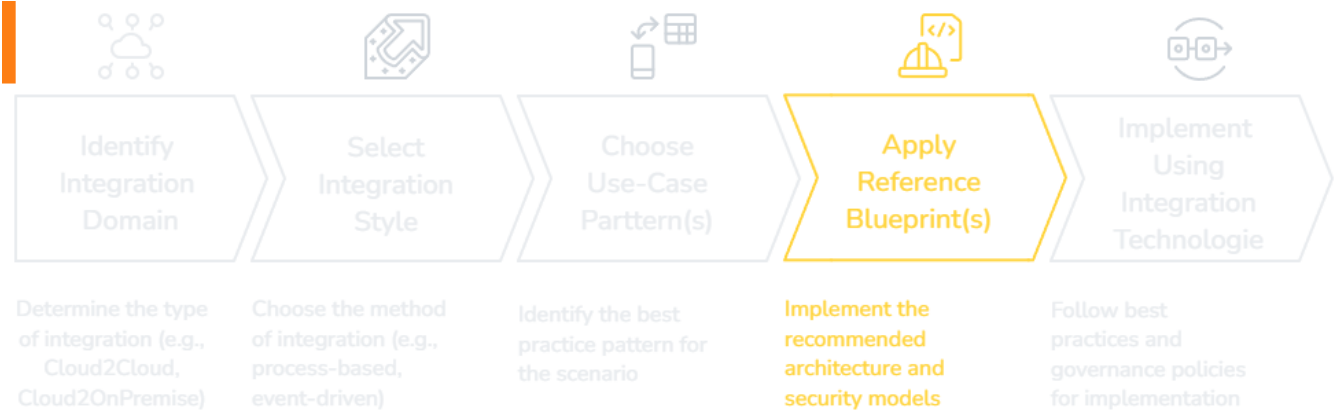 Identify
Integration
Domain
Select
Integration
Style
Choose
Use-Case
Parttern(s)
Apply
Reference
Blueprint(s)
Implement
Using
Integration
Technologie
Determine the type
of integration (e.g.,
Cloud2Cloud,
Cloud2OnPremise)
Choose the method
of integration (e.g.,
process-based,
event-driven)
Identify the best
practice pattern for
the scenario
Implement the
recommended
architecture and
security models
Follow best
practices and
governance policies
for implementation